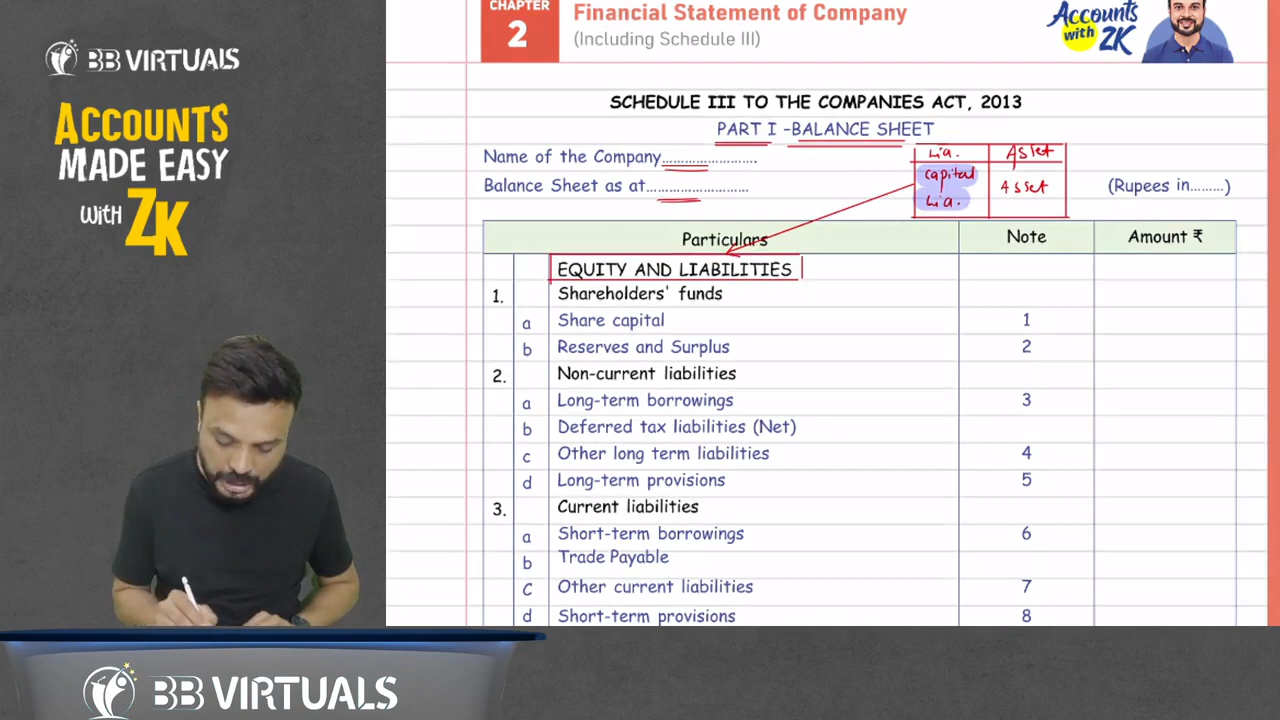 BB VIRTUALS
ACCOUNTS
MADE EASY
with ZK
CHAPTER
2
Financial Statement of Company
(Including Schedule III)
Accounts
with
ZK
SCHEDULE III TO THE COMPANIES ACT, 2013
PART I -BALANCE SHEET
Name of the Company.........................
Balance Sheet as at...........................
Lia. Asset
capital Asset
Lia.
(Rupees in.........)
Particulars Note Amount ₹
EQUITY AND LIABILITIES
1. Shareholders' funds
a Share capital 1
b Reserves and Surplus 2
2. Non-current liabilities
a Long-term borrowings 3
b Deferred tax liabilities (Net)
c Other long term liabilities 4
d Long-term provisions 5
3. Current liabilities
a Short-term borrowings 6
b Trade Payable
C Other current liabilities 7
d Short-term provisions 8
BB VIRTUALS